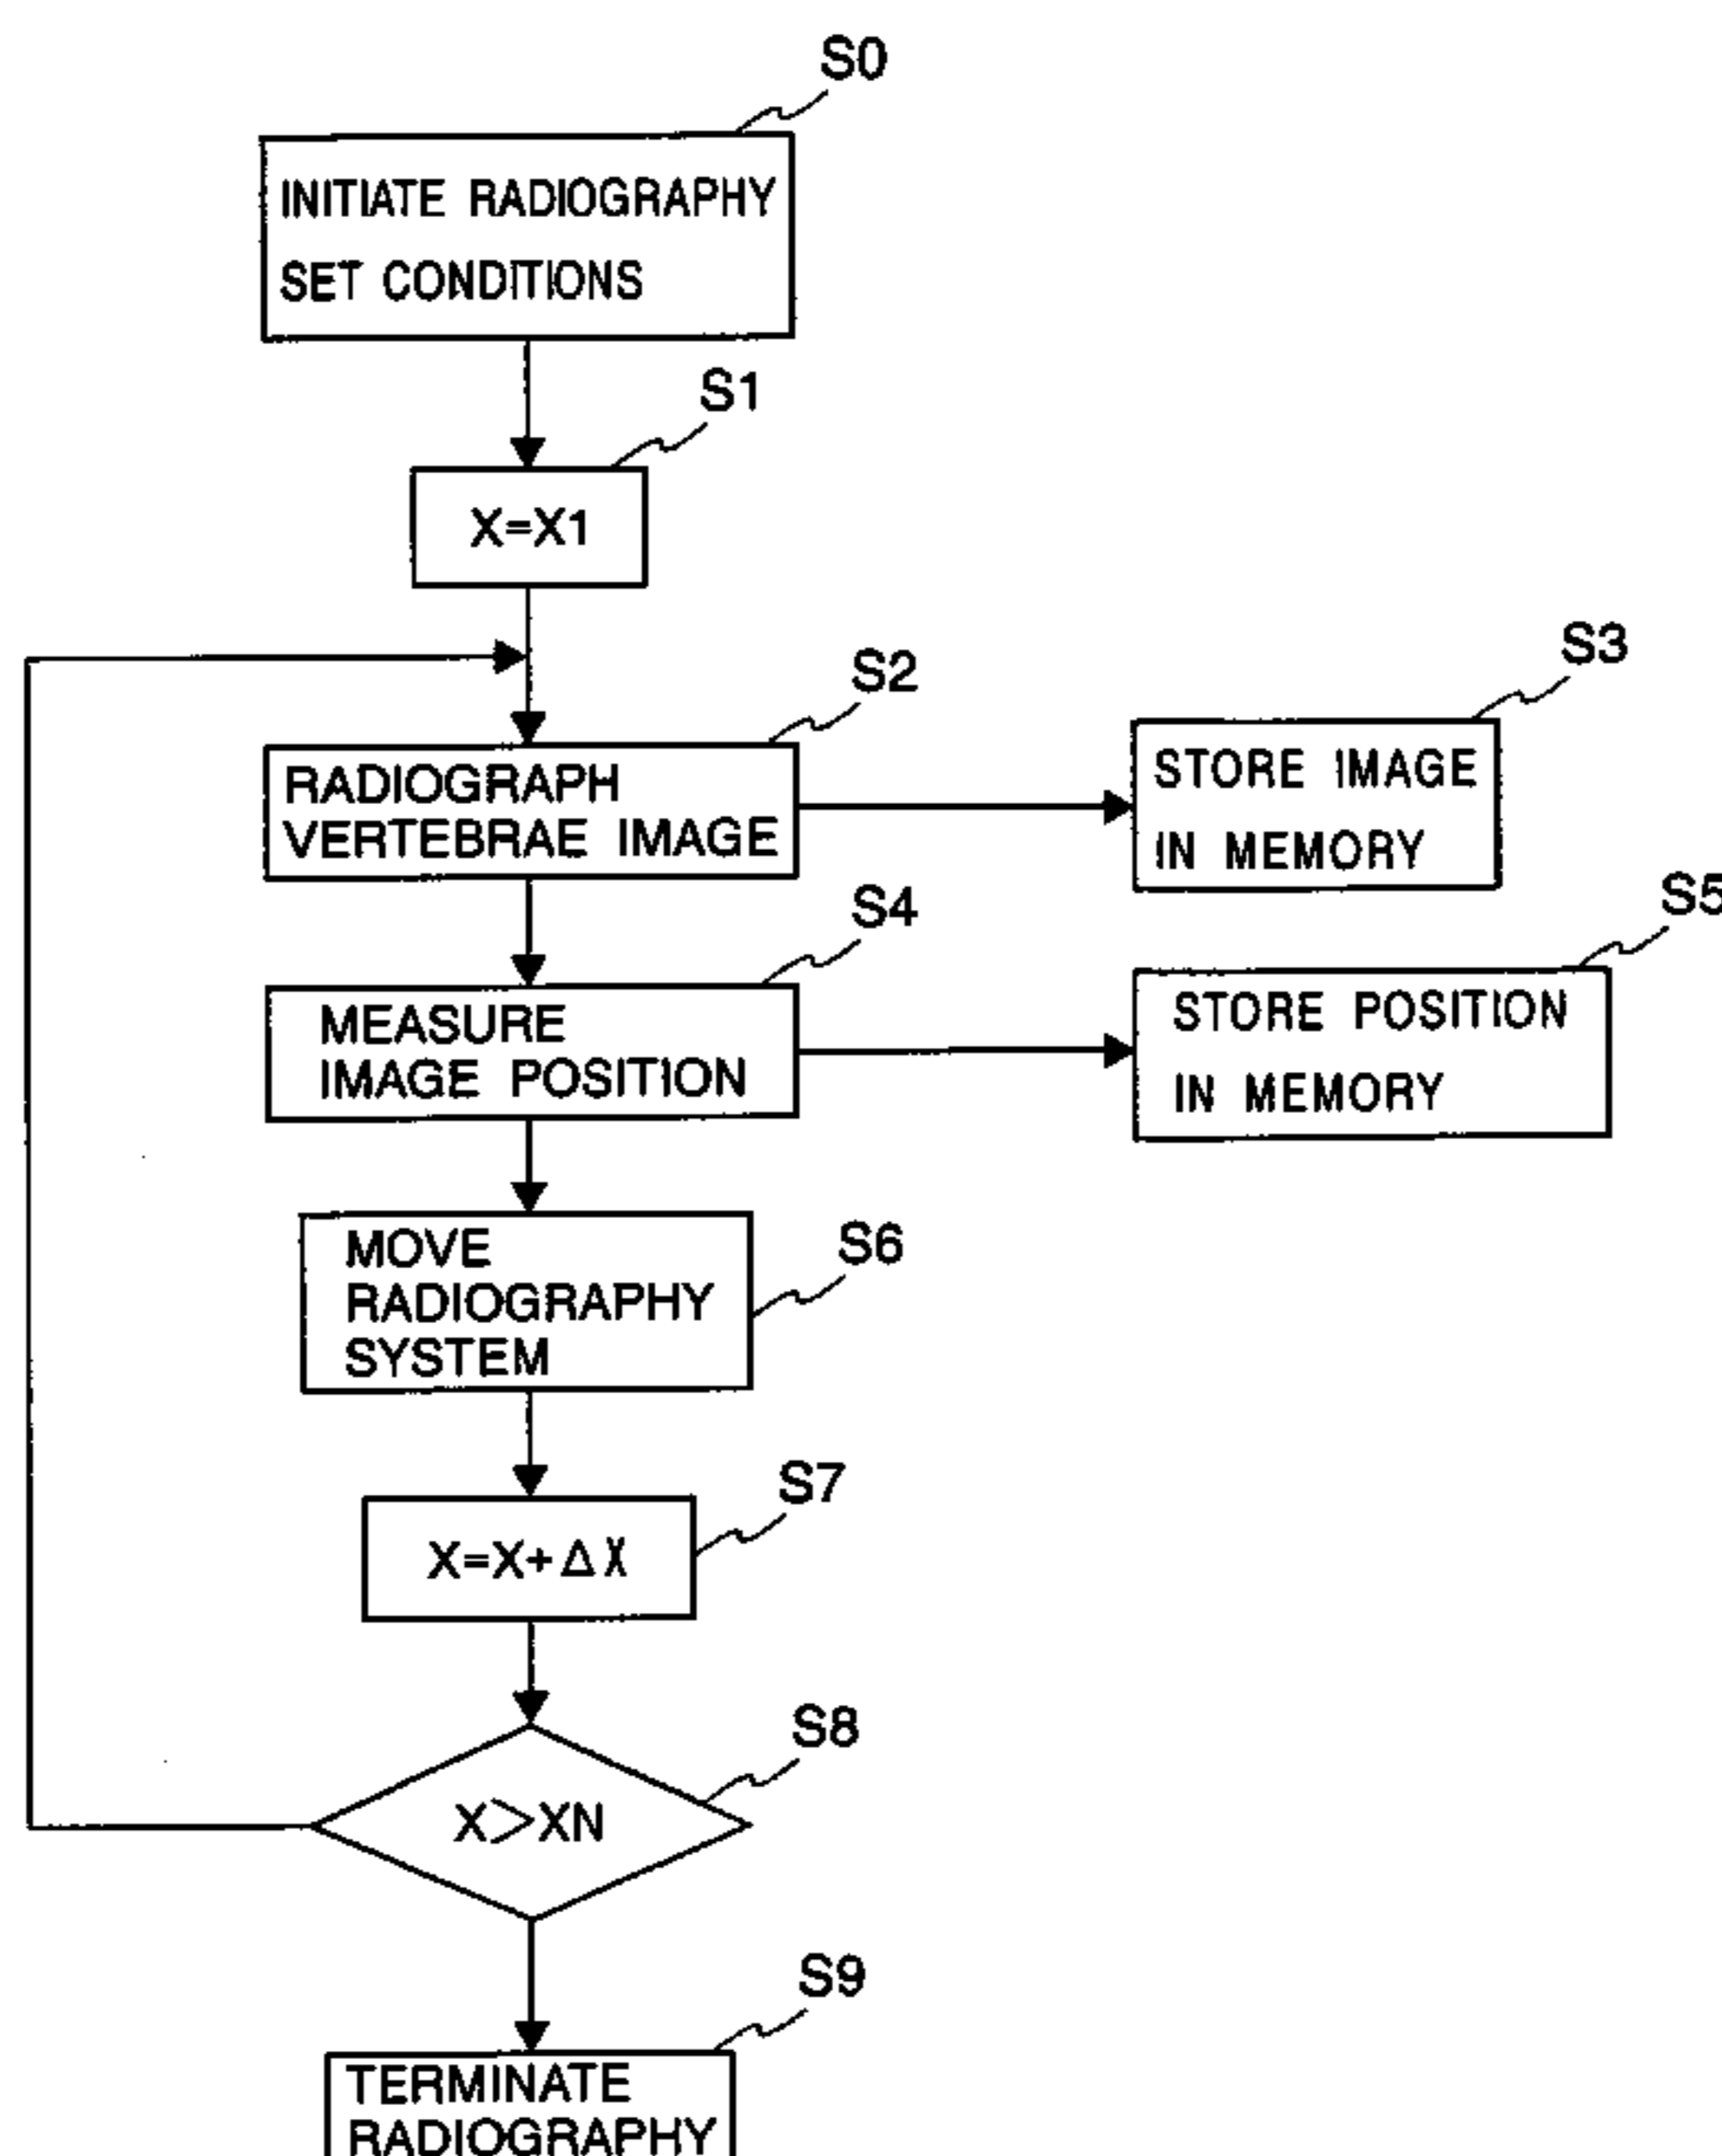 S0
INITIATE RADIOGRAPHY
SET CONDITIONS
S1
X=X1
S2
RADIOGRAPH
VERTEBRAE IMAGE
S3
STORE IMAGE
IN MEMORY
S4
MEASURE
IMAGE POSITION
S5
STORE POSITION
IN MEMORY
S6
MOVE
RADIOGRAPHY
SYSTEM
S7
X=X+ΔX
S8
X>XN
S9
TERMINATE
RADIOGRAPHY